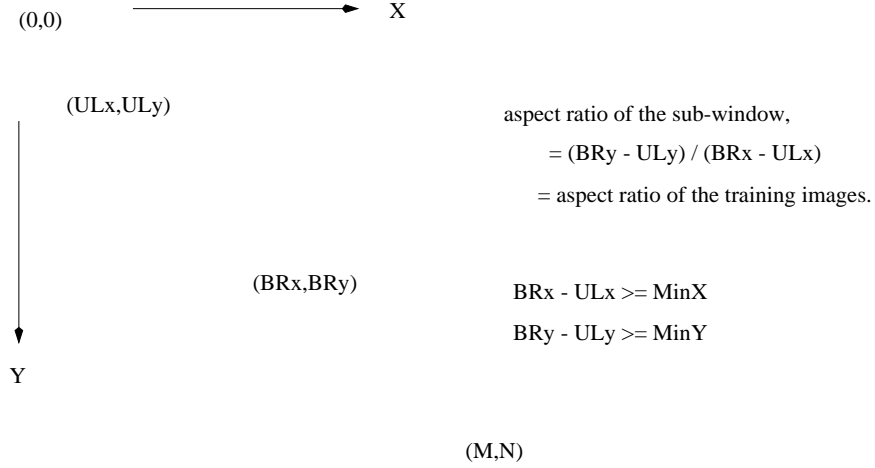 (0,0)
X
(ULx,ULy)
aspect ratio of the sub-window,
= (BRy - ULy) / (BRx - ULx)
= aspect ratio of the training images.
(BRx,BRy)
BRx - ULx >= MinX
BRy - ULy >= MinY
Y
(M,N)